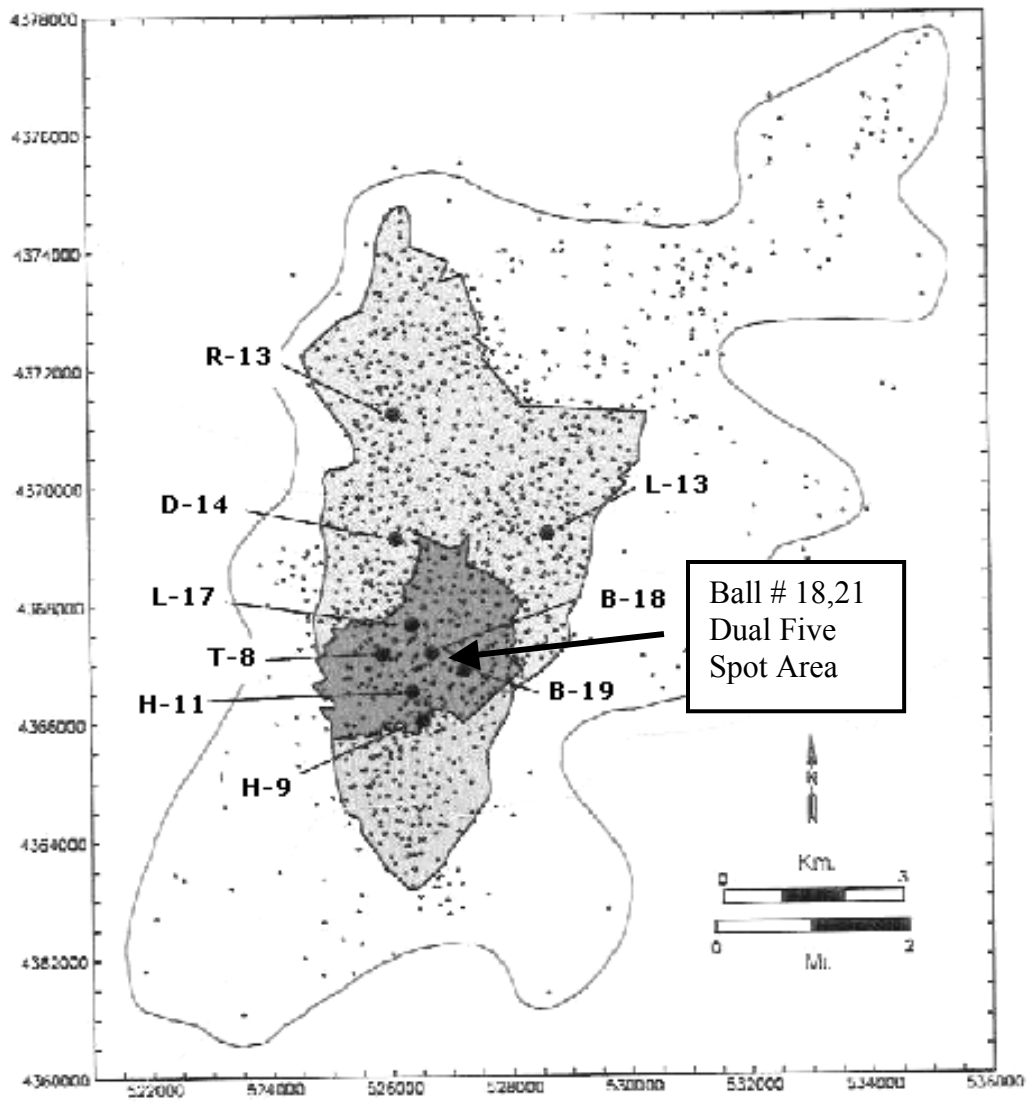 4378000
4376000
4374000
R-13
4372000
L-13
4370000
D-14
Ball # 18,21
Dual Five
Spot Area
B-18
L-17
4368000
T-8
B-19
H-11
4366000
H-9
N
4364000
Km.
0 3
0 2
Mi.
4362000
4360000
522000 524000 526000 528000 530000 532000 534000 536000